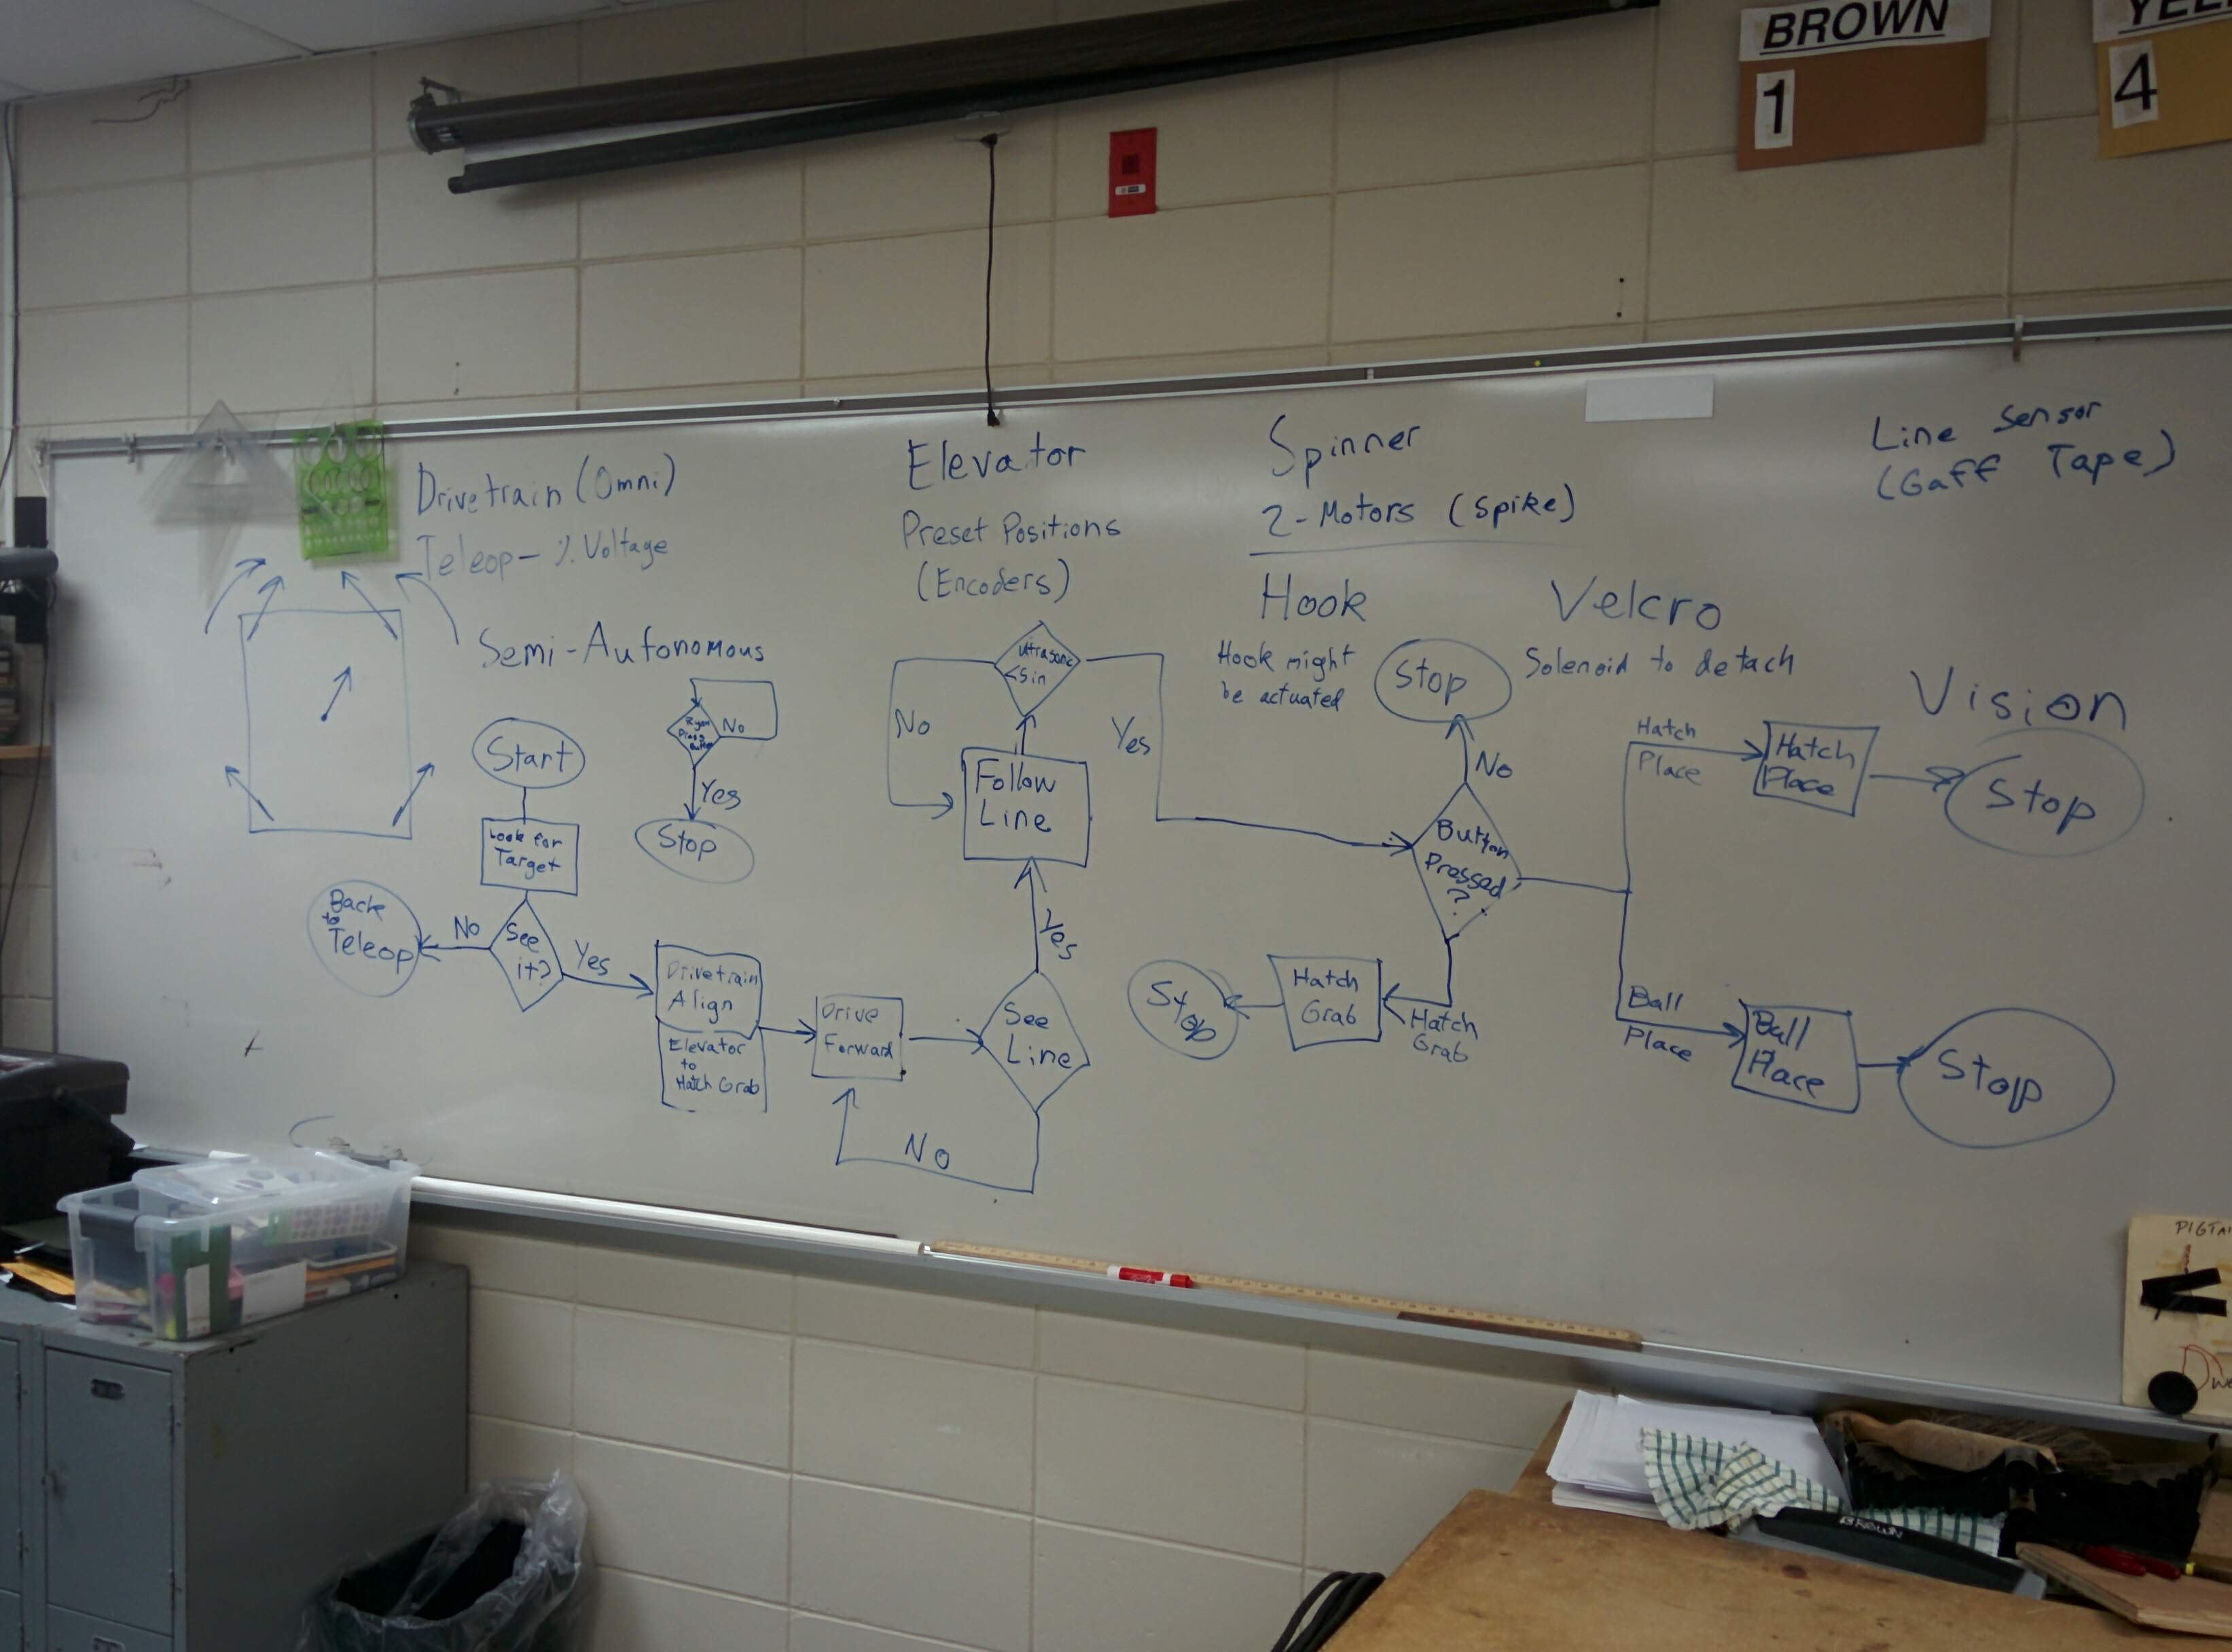 BROWN
1
4
Drivetrain (Omni)
Teleop - % Voltage
Semi-Autonomous
Elevator
Preset Positions
(Encoders)
Spinner
2-Motors (Spike)
Hook
Hook might
be actuated
Velcro
Solenoid to detach
Line Sensor
(Gaff Tape)
Vision
Start
Look for
Target
See
it?
No
Back
to
Teleop
Yes
Ryan
Press
Button
No
Yes
Stop
Drivetrain
Align
Elevator
to
Hatch Grab
Drive
Forward
See
Line
No
Yes
Follow
Line
Ultrasonic
<5in
No
Yes
Button
Pressed
?
No
Stop
Hatch
Grab
Hatch
Grab
Stop
Hatch
Place
Hatch
Place
Stop
Ball
Place
Ball
Place
Stop
BROWN